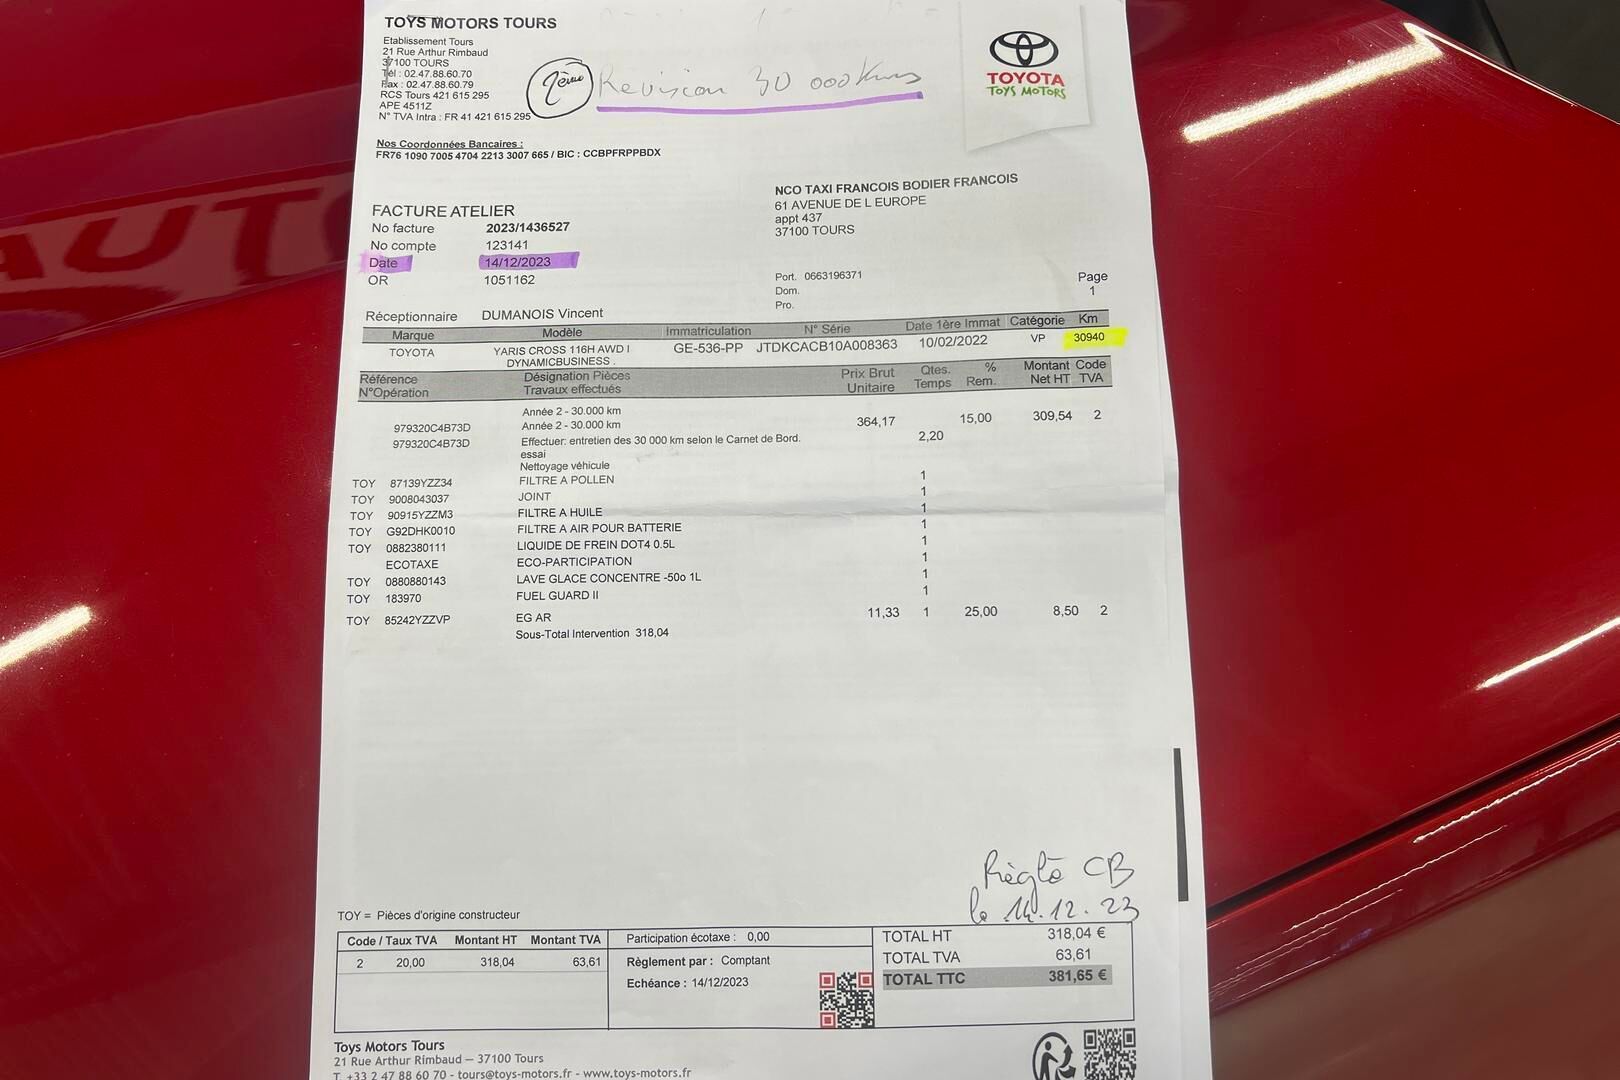 TOYS MOTORS TOURS
Etablissement Tours
21 Rue Arthur Rimbaud
37100 TOURS
Tél : 02.47.88.60.70
Fax : 02.47.88.60.79
RCS Tours 421 615 295
APE 4511Z
N° TVA Intra : FR 41 421 615 295
2ème Revision 30 000 Kms
TOYOTA
TOYS MOTORS
Nos Coordonnées Bancaires :
FR76 1090 7005 4704 2213 3007 665 / BIC : CCBPFRPPBDX
NCO TAXI FRANCOIS BODIER FRANCOIS
61 AVENUE DE L EUROPE
appt 437
37100 TOURS
FACTURE ATELIER
No facture 2023/1436527
No compte 123141
Date 14/12/2023
OR 1051162
Port. 0663196371
Dom.
Pro.
Page
1
Réceptionnaire DUMANOIS Vincent
Marque Modèle Immatriculation N° Série Date 1ère Immat Catégorie Km
TOYOTA YARIS CROSS 116H AWD I GE-536-PP JTDKCACB10A008363 10/02/2022 VP 30940
DYNAMICBUSINESS .
Référence Désignation Pièces Prix Brut Qtes. % Montant Code
N°Opération Travaux effectués Unitaire Temps Rem. Net HT TVA
Année 2 - 30.000 km
979320C4B73D Année 2 - 30.000 km 364,17 15,00 309,54 2
979320C4B73D Effectuer: entretien des 30 000 km selon le Carnet de Bord. 2,20
essai
Nettoyage véhicule
TOY 87139YZZ34 FILTRE A POLLEN 1
TOY 9008043037 JOINT 1
TOY 90915YZZM3 FILTRE A HUILE 1
TOY G92DHK0010 FILTRE A AIR POUR BATTERIE 1
TOY 0882380111 LIQUIDE DE FREIN DOT4 0.5L 1
ECOTAXE ECO-PARTICIPATION 1
TOY 0880880143 LAVE GLACE CONCENTRE -50o 1L 1
TOY 183970 FUEL GUARD II 1
TOY 85242YZZVP EG AR 11,33 1 25,00 8,50 2
Sous-Total Intervention 318,04
Règlé CB
le 14.12.23
TOY = Pièces d'origine constructeur
Code / Taux TVA Montant HT Montant TVA
2 20,00 318,04 63,61
Participation écotaxe : 0,00
Règlement par : Comptant
Echéance : 14/12/2023
TOTAL HT 318,04 €
TOTAL TVA 63,61
TOTAL TTC 381,65 €
Toys Motors Tours
21 Rue Arthur Rimbaud – 37100 Tours
T +33 2 47 88 60 70 - tours@toys-motors.fr - www.toys-motors.fr